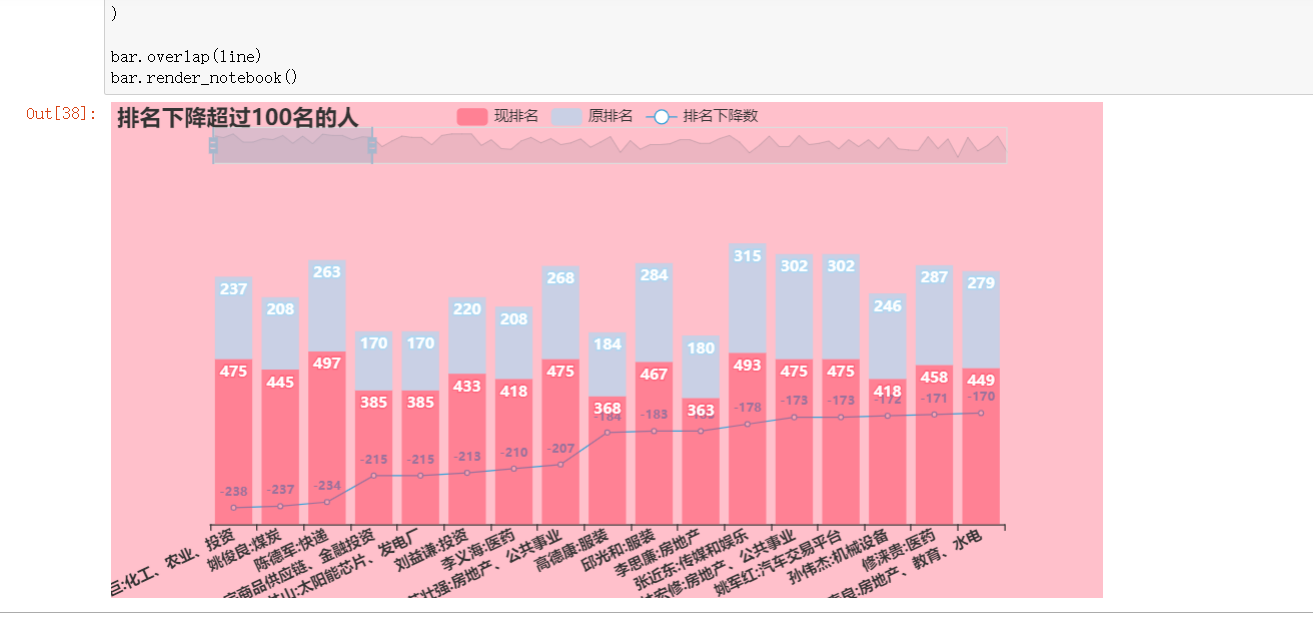 )
bar.overlap(line)
bar.render_notebook()
Out[38]:
排名下降超过100名的人
现排名 原排名 排名下降数
237 208 263 170 170 220 208 268 184 284 180 315 302 302 246 287 279
475 445 497 385 385 433 418 475 368 467 363 493 475 475 418 458 449
-238 -237 -234 -215 -215 -213 -210 -207 -184 -183 -178 -173 -173 -172 -171 -170
:化工、农业、投资
姚俊良:煤炭
陈德军:快递
商品供应链、金融投资
山:太阳能芯片、发电厂
刘益谦:投资
李义海:医药
壮强:房地产、公共事业
高德康:服装
邱光和:服装
李思廉:房地产
张近东:传媒和娱乐
宏修:房地产、公共事业
姚军红:汽车交易平台
孙伟杰:机械设备
修涞贵:医药
良:房地产、教育、水电